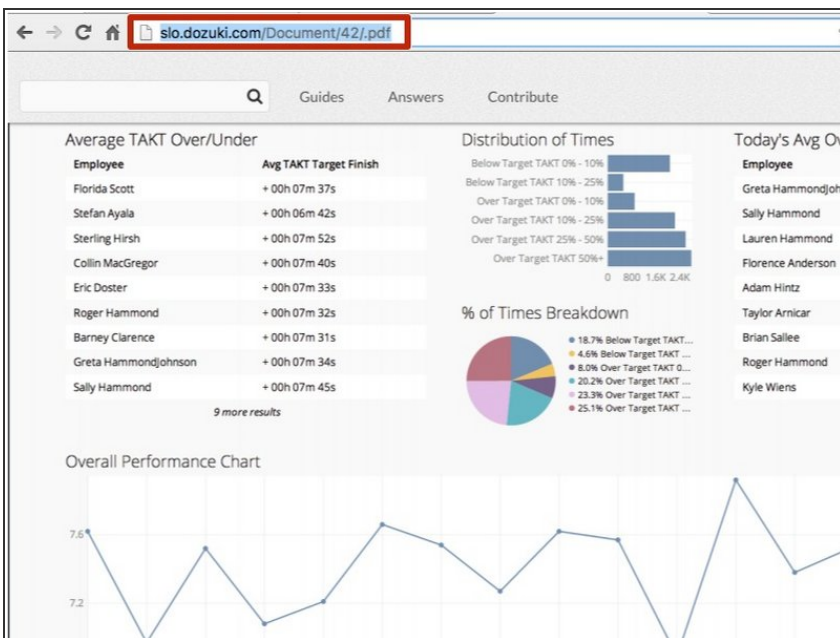 slo.dozuki.com/Document/42/.pdf
Guides Answers Contribute
Average TAKT Over/Under
Employee Avg TAKT Target Finish
Florida Scott + 00h 07m 37s
Stefan Ayala + 00h 06m 42s
Sterling Hirsh + 00h 07m 52s
Collin MacGregor + 00h 07m 40s
Eric Doster + 00h 07m 33s
Roger Hammond + 00h 07m 32s
Barney Clarence + 00h 07m 31s
Greta HammondJohnson + 00h 07m 34s
Sally Hammond + 00h 07m 45s
9 more results
Distribution of Times
Below Target TAKT 0% - 10%
Below Target TAKT 10% - 25%
Over Target TAKT 0% - 10%
Over Target TAKT 10% - 25%
Over Target TAKT 25% - 50%
Over Target TAKT 50%+
0 800 1.6K 2.4K
% of Times Breakdown
18.7% Below Target TAKT...
4.6% Below Target TAKT ...
8.0% Over Target TAKT 0...
20.2% Over Target TAKT ...
23.3% Over Target TAKT ...
25.1% Over Target TAKT ...
Today's Avg Ov
Employee
Greta HammondJoh
Sally Hammond
Lauren Hammond
Florence Anderson
Adam Hintz
Taylor Arnicar
Brian Sallee
Roger Hammond
Kyle Wiens
Overall Performance Chart
7.6
7.2